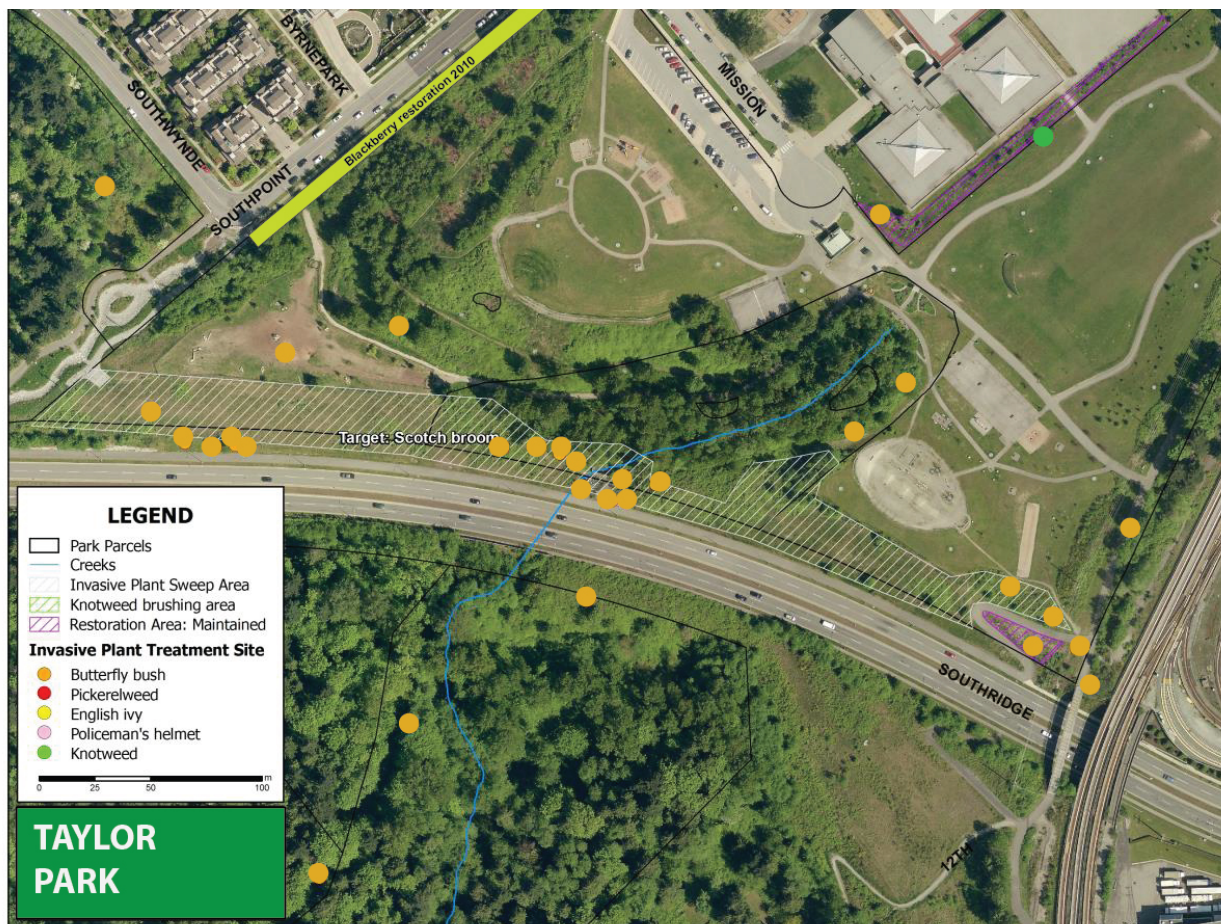 BYRNEPARK
SOUTHWYNDE
SOUTHPOINT
Blackberry restoration 2010
MISSION
Target: Scotch broom
SOUTHRIDGE
12TH
LEGEND
Park Parcels
Creeks
Invasive Plant Sweep Area
Knotweed brushing area
Restoration Area: Maintained
Invasive Plant Treatment Site
Butterfly bush
Pickerelweed
English ivy
Policeman's helmet
Knotweed
m
0 25 50 100
TAYLOR
PARK